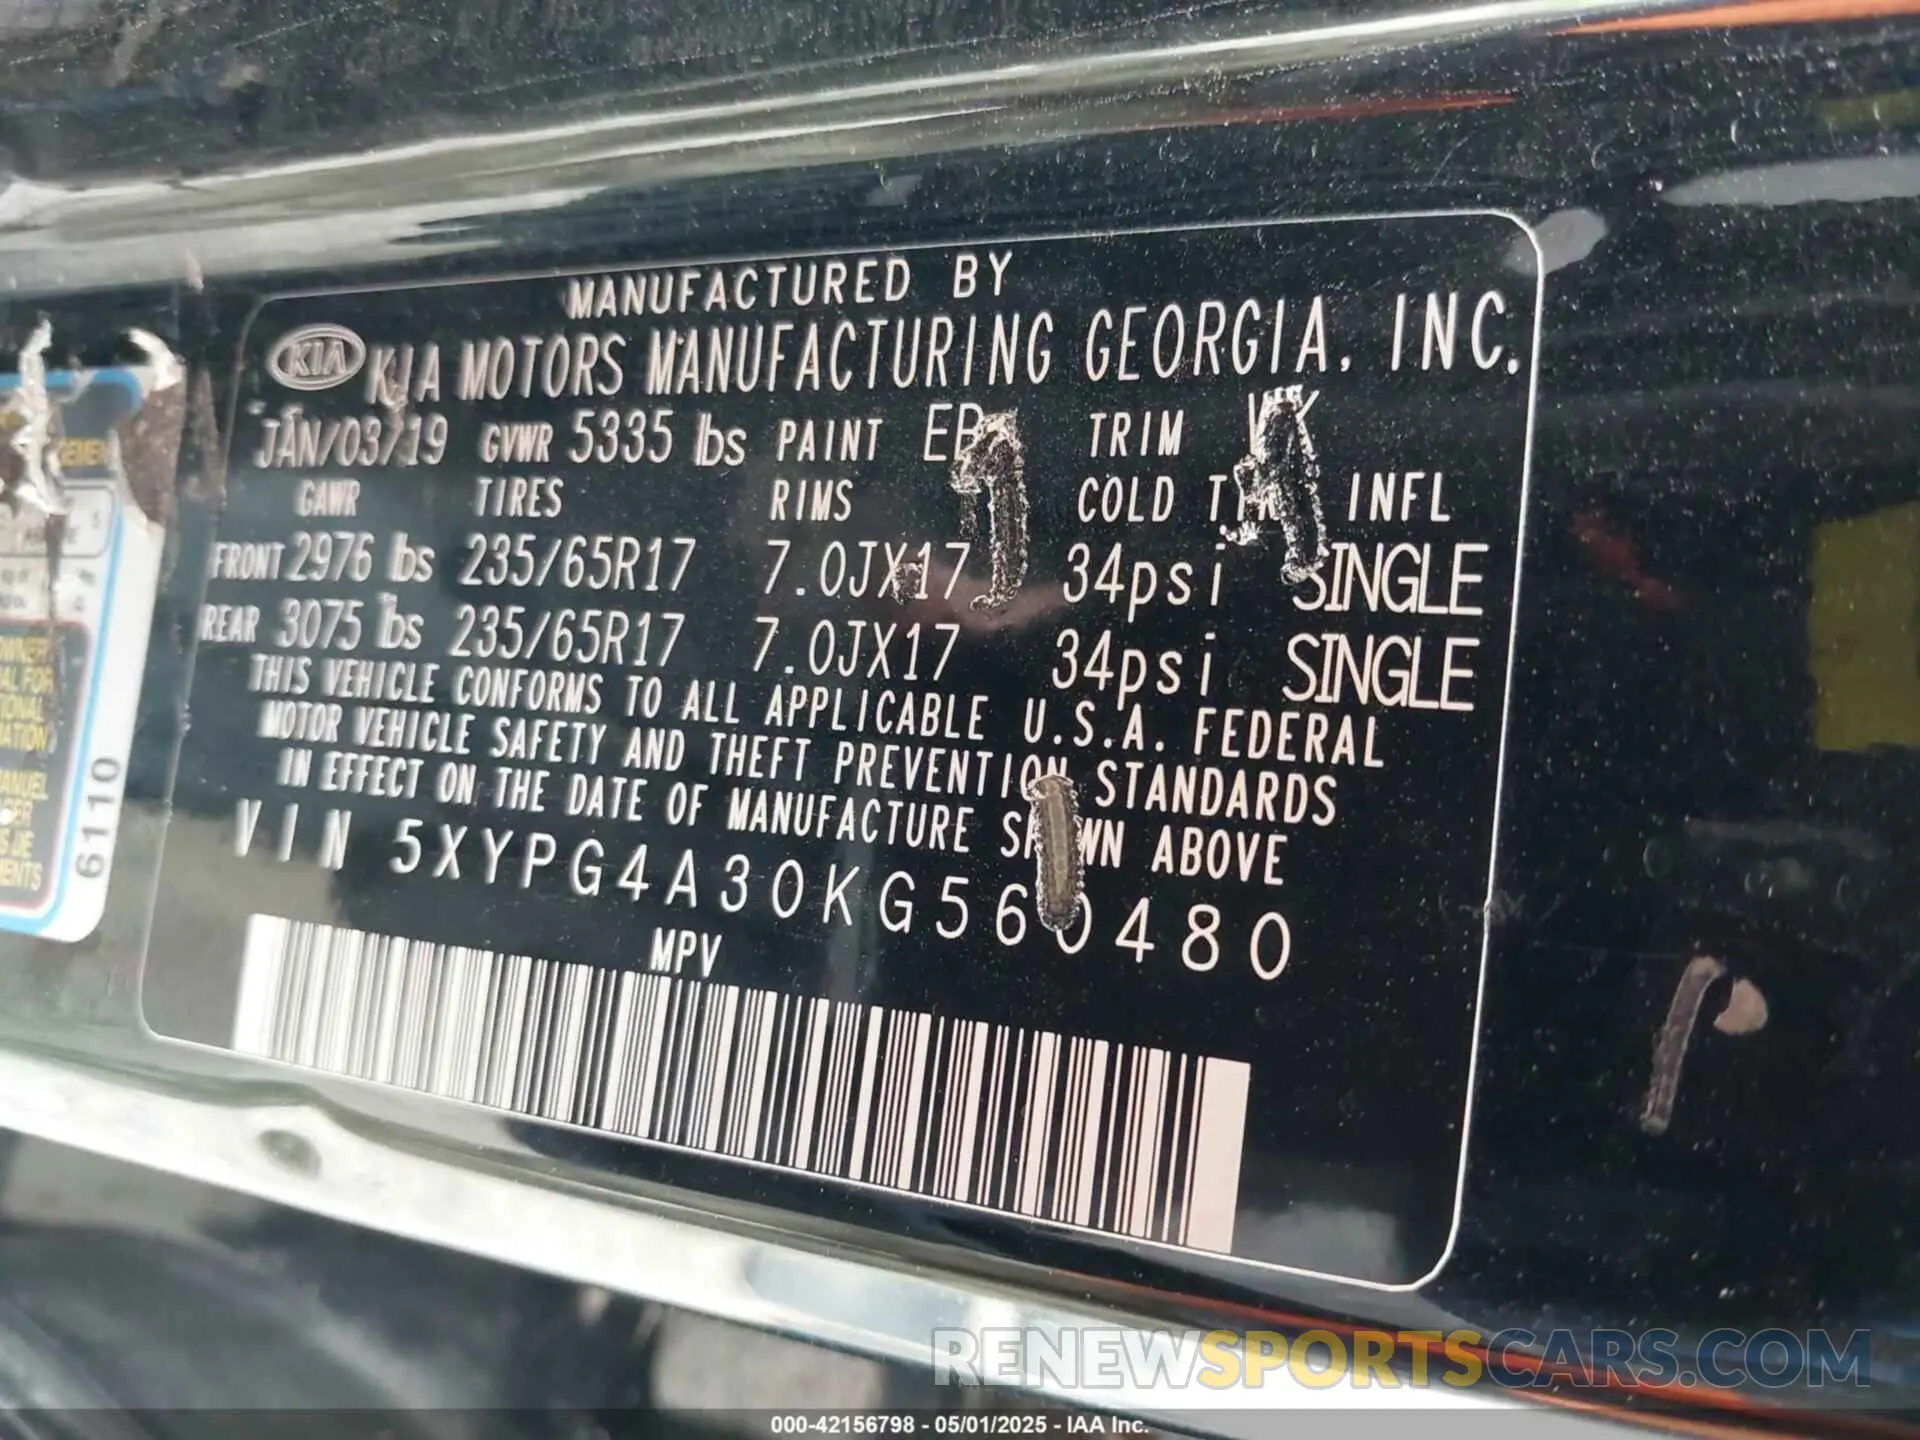 MANUFACTURED BY
KIA KIA MOTORS MANUFACTURING GEORGIA, INC.
JAN/03/19 GVWR 5335 lbs PAINT TRIM
GAWR TIRES RIMS COLD INFL
FRONT 2976 lbs 235/65R17 7.0JX17 34psi SINGLE
REAR 3075 lbs 235/65R17 7.0JX17 34psi SINGLE
THIS VEHICLE CONFORMS TO ALL APPLICABLE U.S.A. FEDERAL
MOTOR VEHICLE SAFETY AND THEFT PREVENTION STANDARDS
IN EFFECT ON THE DATE OF MANUFACTURE SHOWN ABOVE
VIN 5XYPG4A30KG560480
MPV
6110
RENEWSPORTSCARS.COM
000-42156798 - 05/01/2025 - IAA Inc.